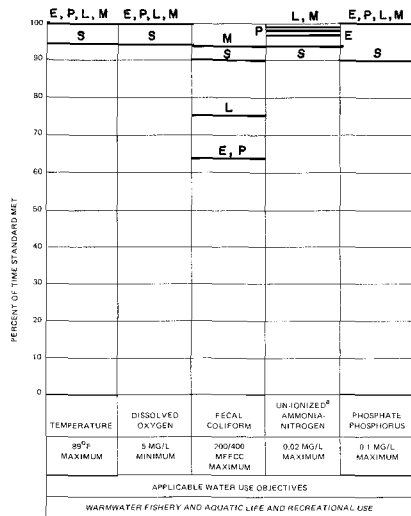 E, P, L, M E, P, L, M L, M E, P, L, M
100
S S M P E
S S S
90
80
L
70
E, P
60
50
40
30
20
10
0
PERCENT OF TIME STANDARD MET
TEMPERATURE DISSOLVED OXYGEN FECAL COLIFORM UN-IONIZEDª AMMONIA-NITROGEN PHOSPHATE PHOSPHORUS
89°F MAXIMUM 5 MG/L MINIMUM 200/400 MFFCC MAXIMUM 0.02 MG/L MAXIMUM 0.1 MG/L MAXIMUM
APPLICABLE WATER USE OBJECTIVES
WARMWATER FISHERY AND AQUATIC LIFE AND RECREATIONAL USE